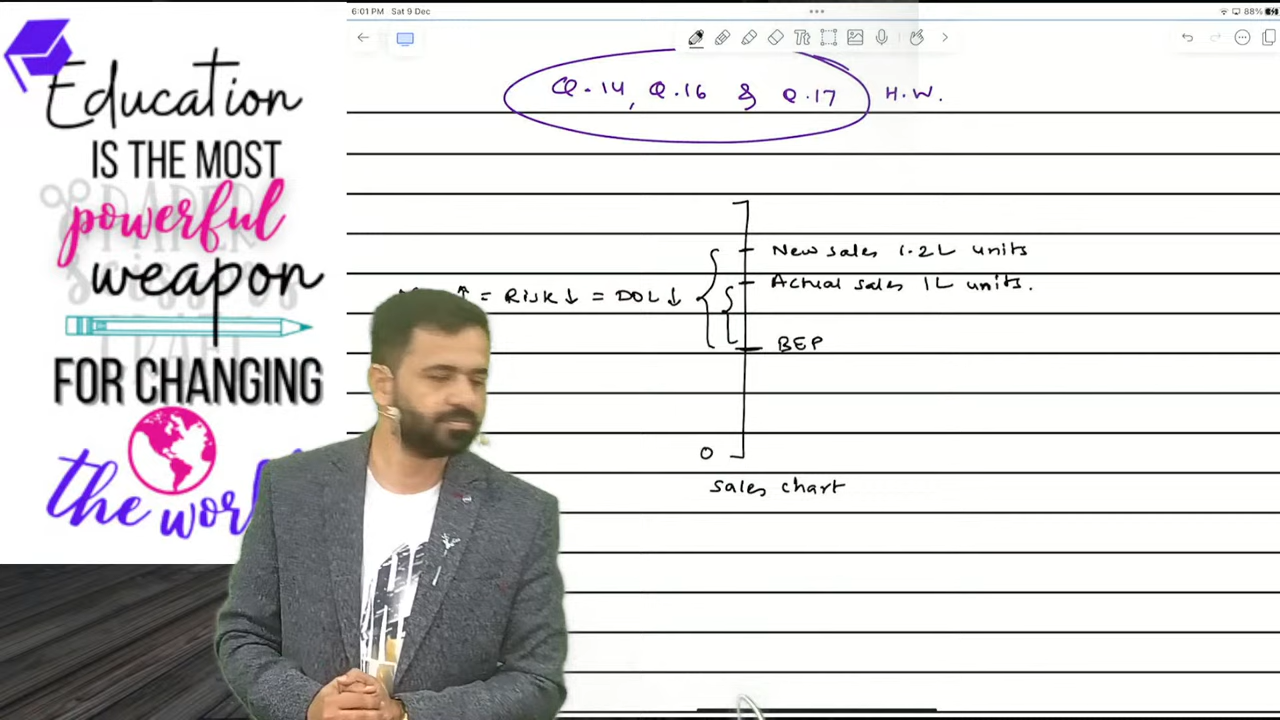 6:01 PM Sat 9 Dec
88%
Education
IS THE MOST
powerful
weapon
FOR CHANGING
the
Q.14, Q.16 & Q.17 H.W.
New sales 1.2L units
Actual sales 1L units.
↑ = Risk↓ = DOL↓
BEP
0
Sales chart